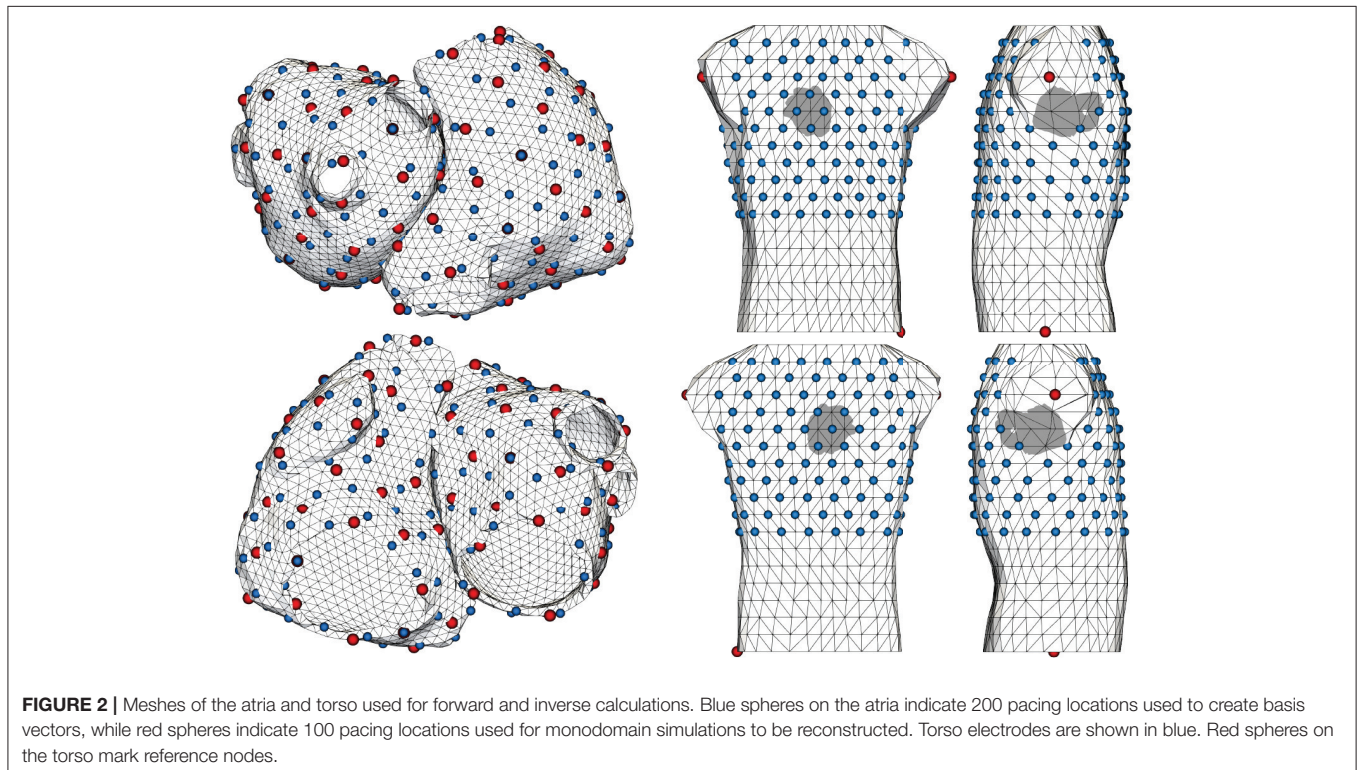 FIGURE 2 | Meshes of the atria and torso used for forward and inverse calculations. Blue spheres on the atria indicate 200 pacing locations used to create basis
vectors, while red spheres indicate 100 pacing locations used for monodomain simulations to be reconstructed. Torso electrodes are shown in blue. Red spheres on
the torso mark reference nodes.